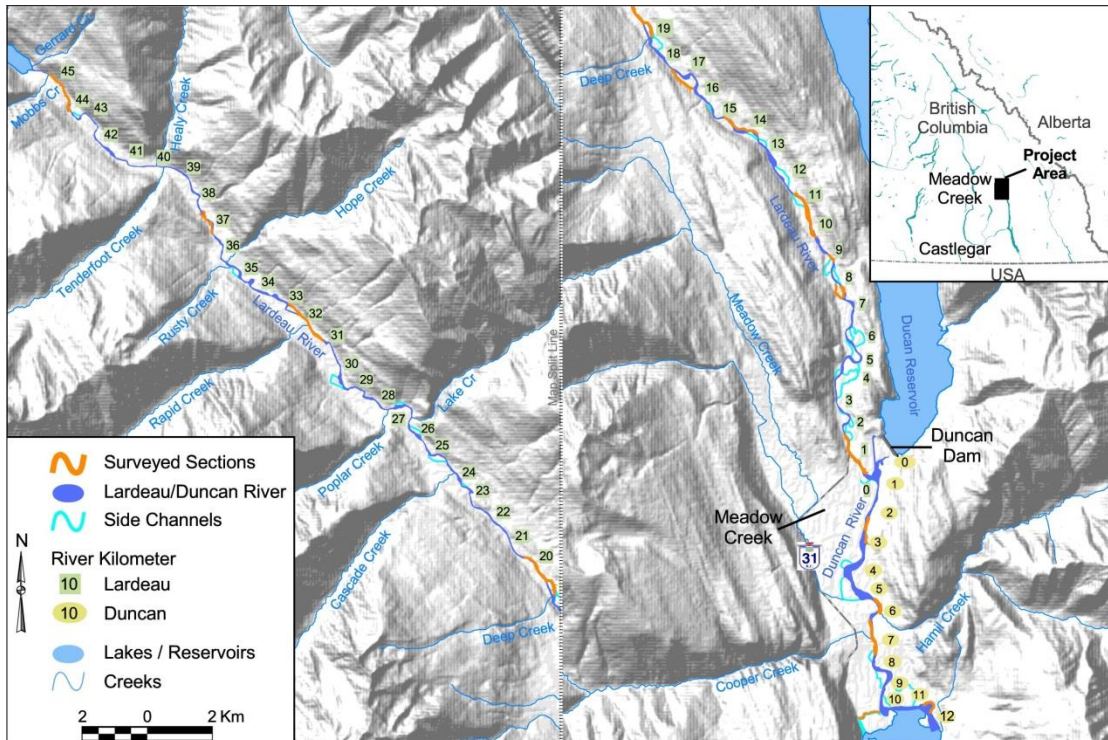 Gerrard Cr
Mobbs Cr
45
44
43
42
41
40
39
38
37
36
35
34
33
32
31
30
29
28
27
26
25
24
23
22
21
20
Healy Creek
Hope Creek
Tenderfoot Creek
Rusty Creek
Lardeau River
Rapid Creek
Lake Cr
Poplar Creek
Cascade Creek
Deep Creek
Map Split Line
Surveyed Sections
Lardeau/Duncan River
Side Channels
River Kilometer
10 Lardeau
10 Duncan
Lakes / Reservoirs
Creeks
N
2 0 2 Km
Deep Creek
19
18
17
16
15
14
13
12
11
10
9
8
7
6
5
4
3
2
1
0
Lardeau River
Meadow Creek
Ducan Reservoir
Duncan
Dam
Meadow
Creek
31
Duncan River
0
1
2
3
4
5
6
7
8
9
10
11
12
Hamil Creek
Cooper Creek
British
Columbia
Alberta
Project
Area
Meadow
Creek
Castlegar
USA